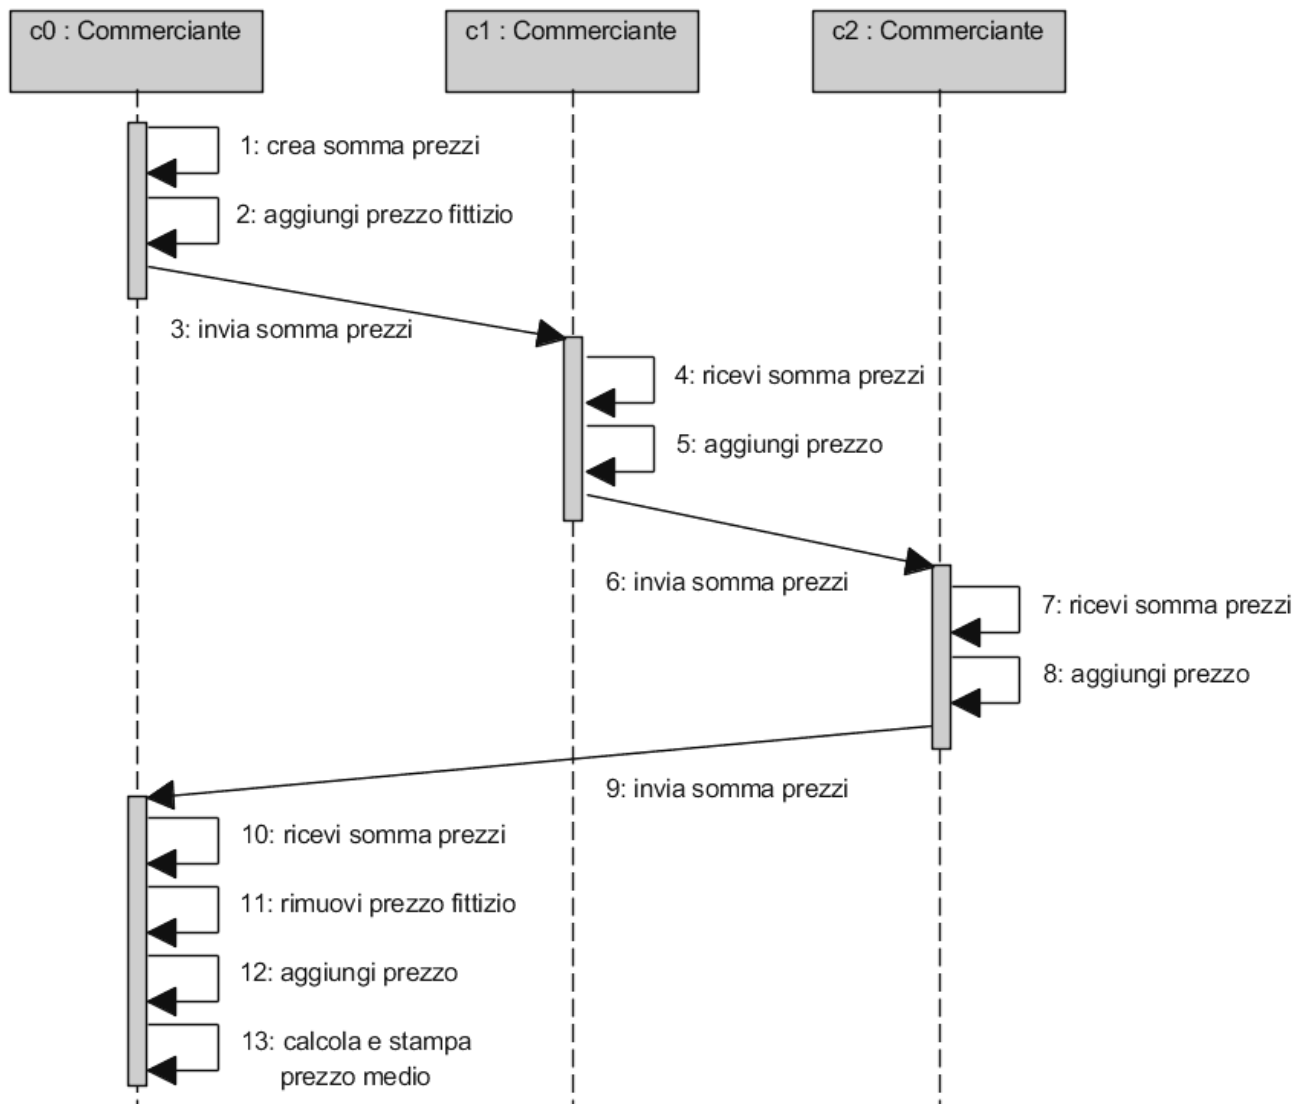 c0 : Commerciante
c1 : Commerciante
c2 : Commerciante
1: crea somma prezzi
2: aggiungi prezzo fittizio
3: invia somma prezzi
4: ricevi somma prezzi
5: aggiungi prezzo
6: invia somma prezzi
7: ricevi somma prezzi
8: aggiungi prezzo
9: invia somma prezzi
10: ricevi somma prezzi
11: rimuovi prezzo fittizio
12: aggiungi prezzo
13: calcola e stampa
prezzo medio